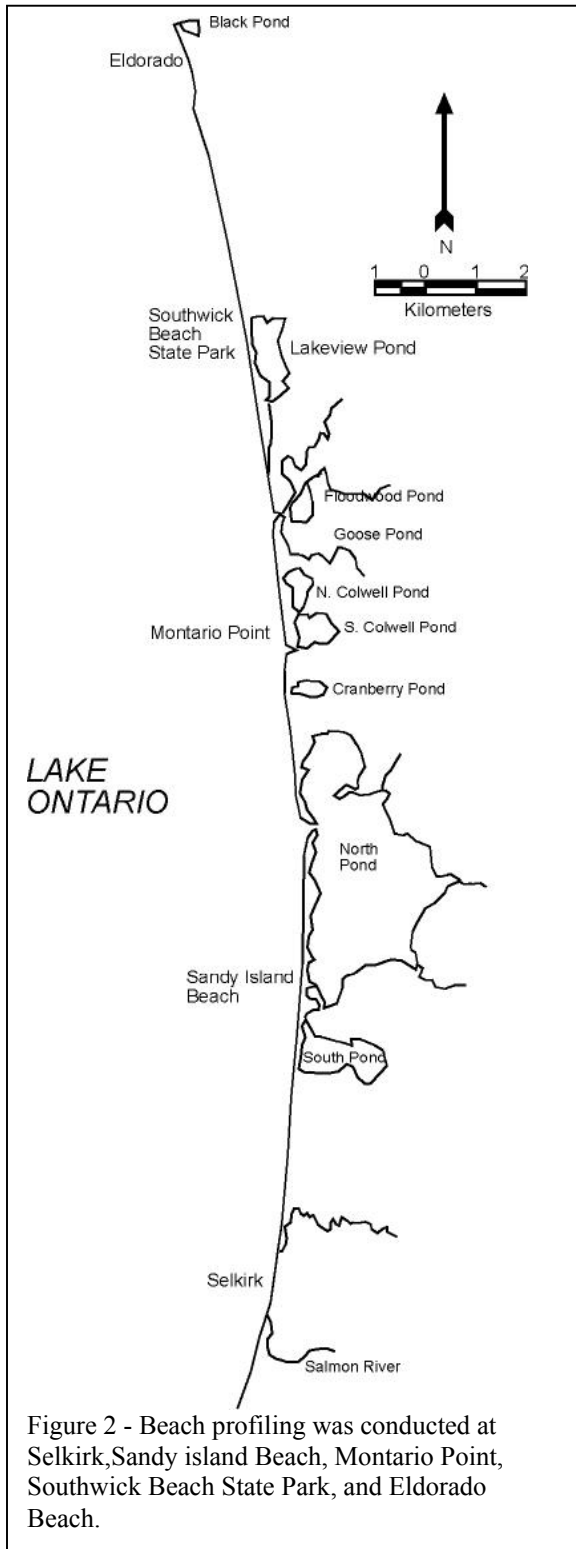 Black Pond
Eldorado
N
1 0 1 2
Kilometers
Southwick
Beach
State Park
Lakeview Pond
Floodwood Pond
Goose Pond
N. Colwell Pond
Montario Point
S. Colwell Pond
Cranberry Pond
LAKE
ONTARIO
North
Pond
Sandy Island
Beach
South Pond
Selkirk
Salmon River
Figure 2 - Beach profiling was conducted at
Selkirk,Sandy island Beach, Montario Point,
Southwick Beach State Park, and Eldorado
Beach.